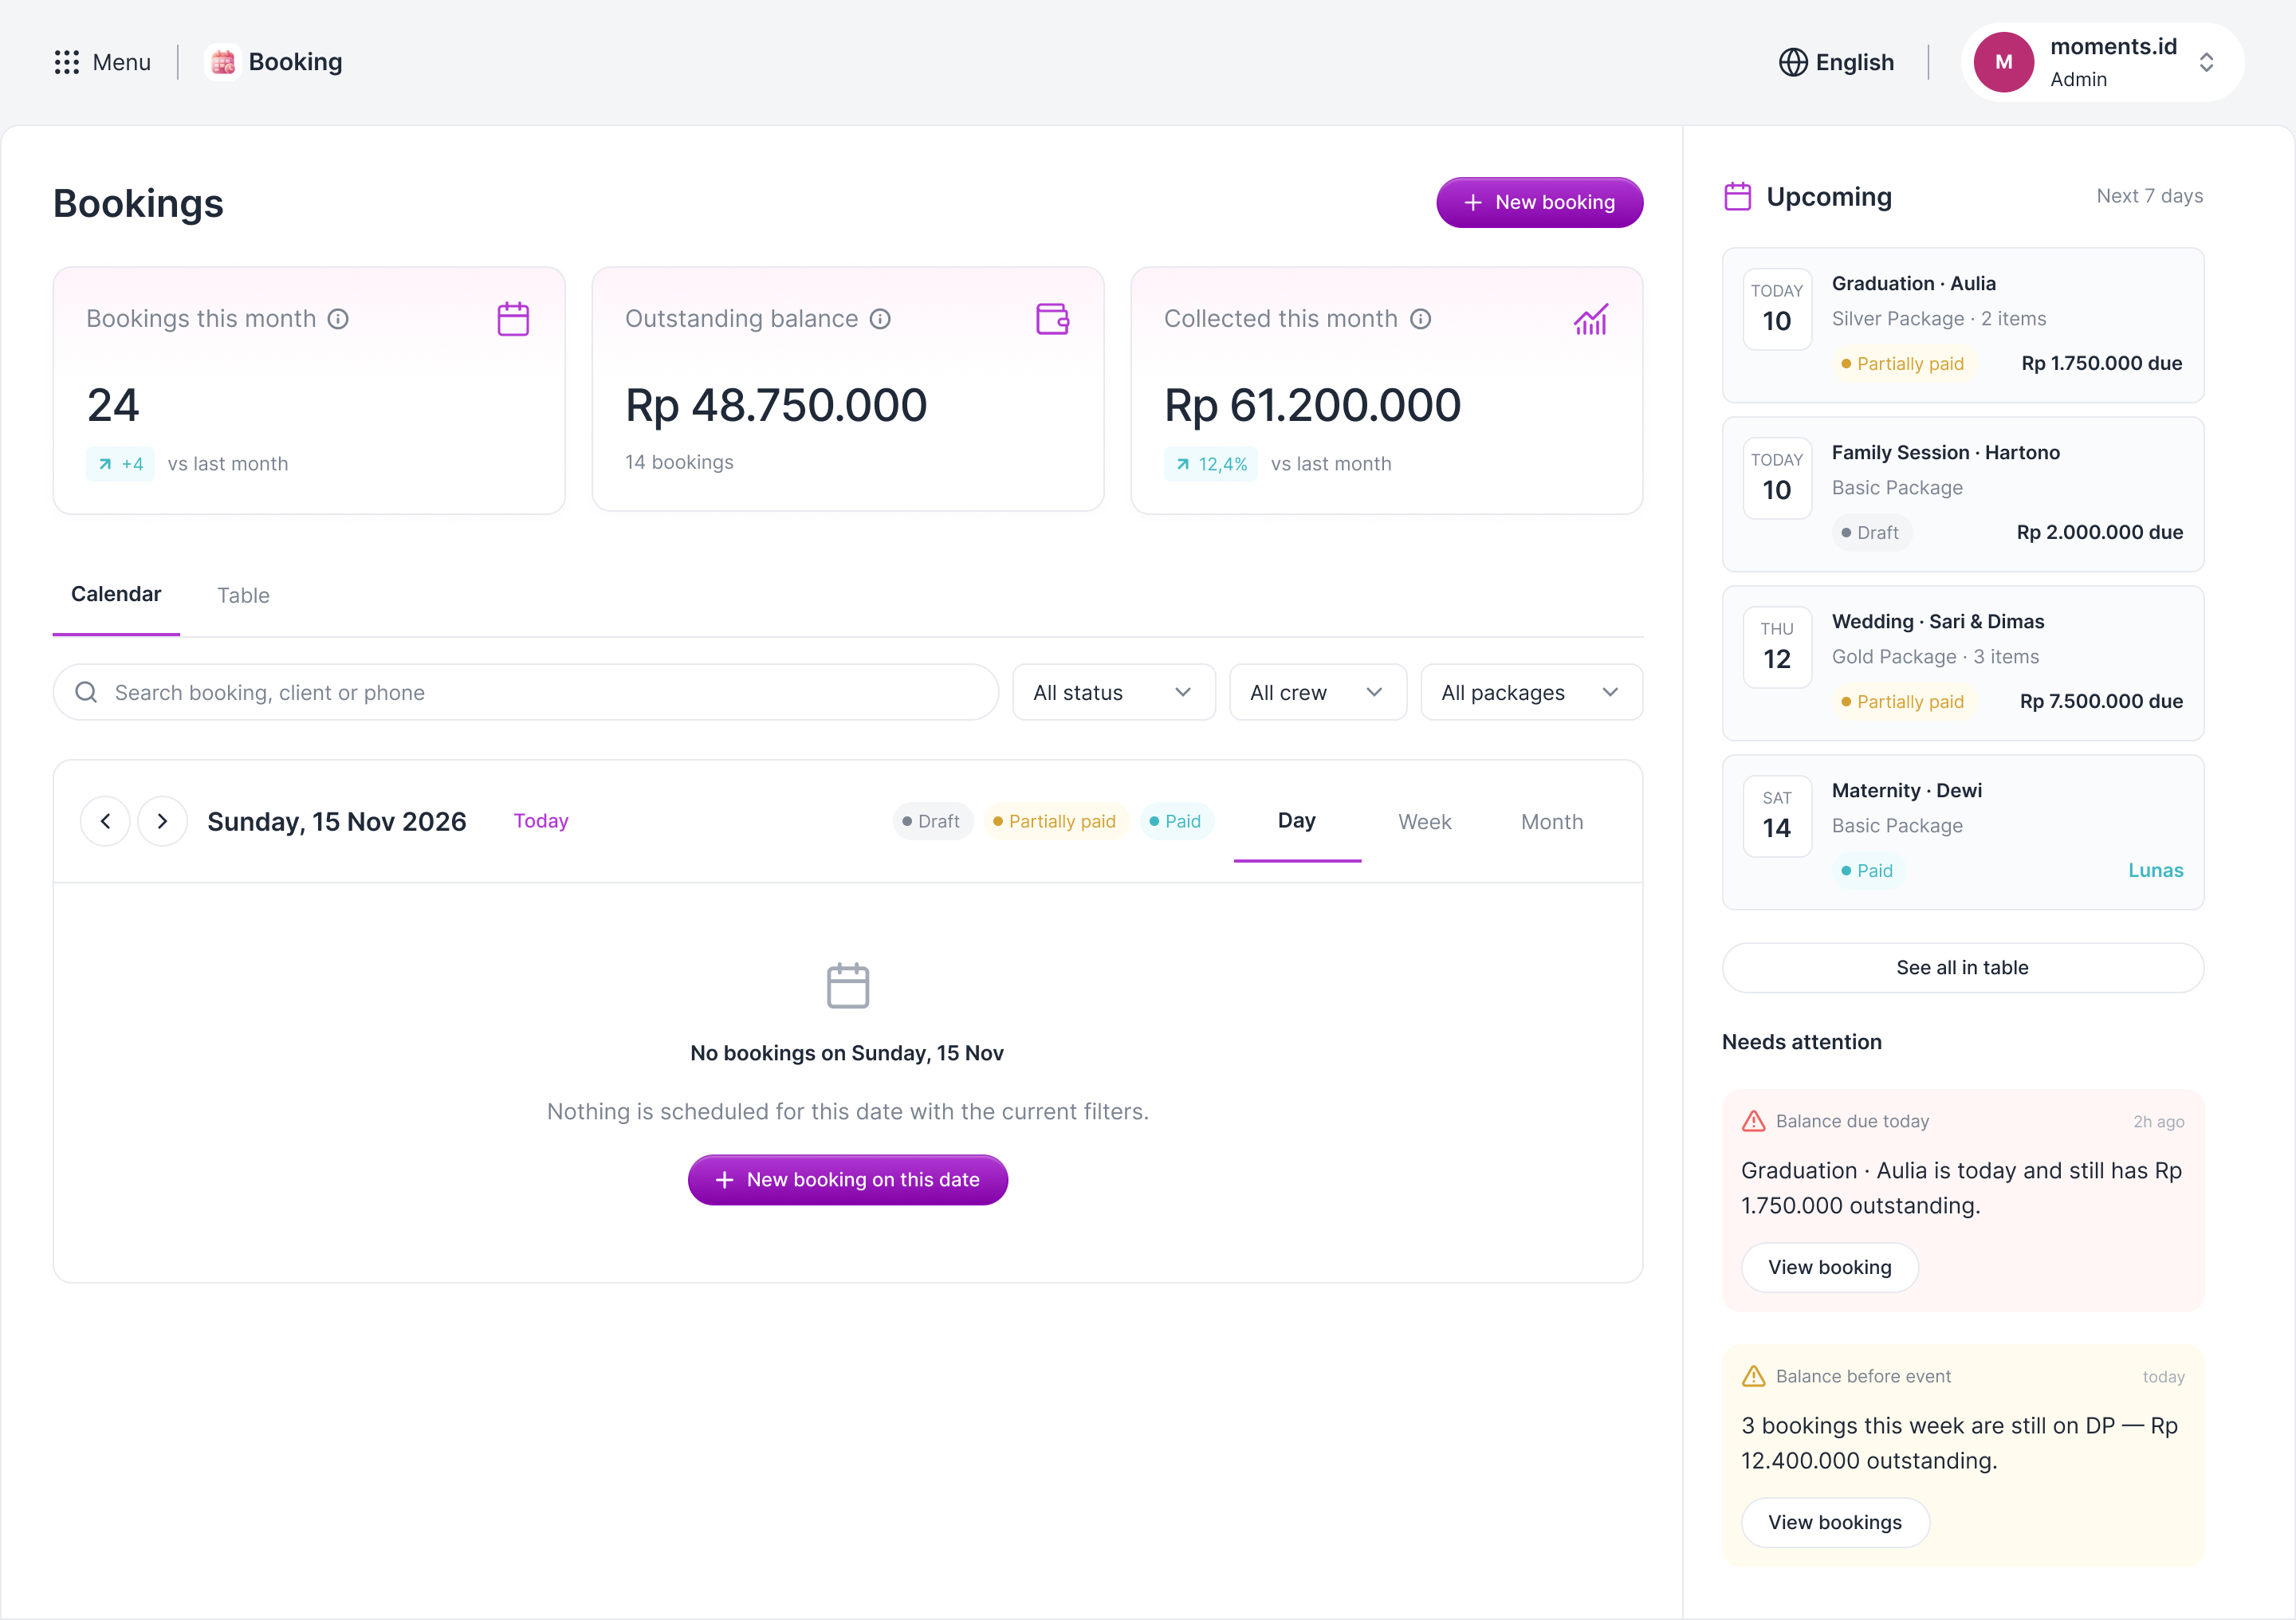 Menu
Booking
English
M
moments.id
Admin
Bookings
New booking
Bookings this month
24
+4 vs last month
Outstanding balance
Rp 48.750.000
14 bookings
Collected this month
Rp 61.200.000
12,4% vs last month
Calendar
Table
Search booking, client or phone
All status
All crew
All packages
Sunday, 15 Nov 2026
Today
Draft
Partially paid
Paid
Day
Week
Month
No bookings on Sunday, 15 Nov
Nothing is scheduled for this date with the current filters.
New booking on this date
Upcoming
Next 7 days
TODAY
10
Graduation · Aulia
Silver Package · 2 items
Partially paid
Rp 1.750.000 due
TODAY
10
Family Session · Hartono
Basic Package
Draft
Rp 2.000.000 due
THU
12
Wedding · Sari & Dimas
Gold Package · 3 items
Partially paid
Rp 7.500.000 due
SAT
14
Maternity · Dewi
Basic Package
Paid
Lunas
See all in table
Needs attention
Balance due today
2h ago
Graduation · Aulia is today and still has Rp
1.750.000 outstanding.
View booking
Balance before event
today
3 bookings this week are still on DP — Rp
12.400.000 outstanding.
View bookings